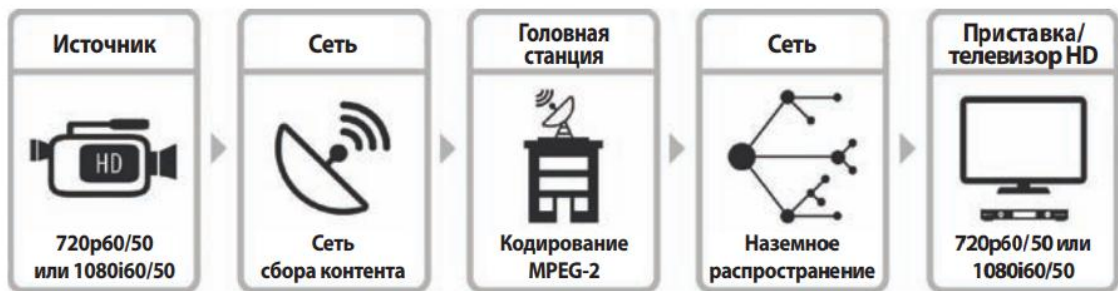 Источник
HD
720p60/50
или 1080i60/50
Сеть
Сеть
сбора контента
Головная
станция
Кодирование
MPEG-2
Сеть
Наземное
распространение
Приставка/
телевизор HD
720p60/50 или
1080i60/50